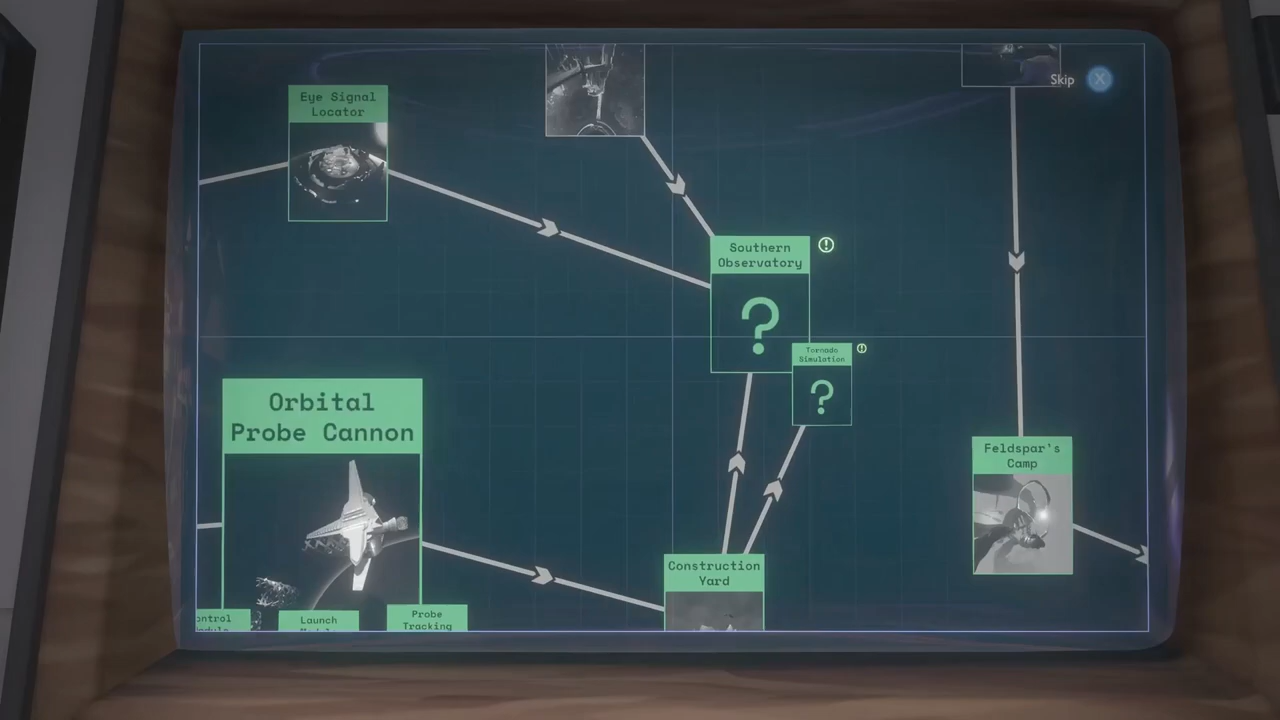 Skip
X
Eye Signal
Locator
Southern
Observatory
?
Tornado
Simulation
?
Orbital
Probe Cannon
Feldspar's
Camp
Construction
Yard
Launch
Probe
Tracking